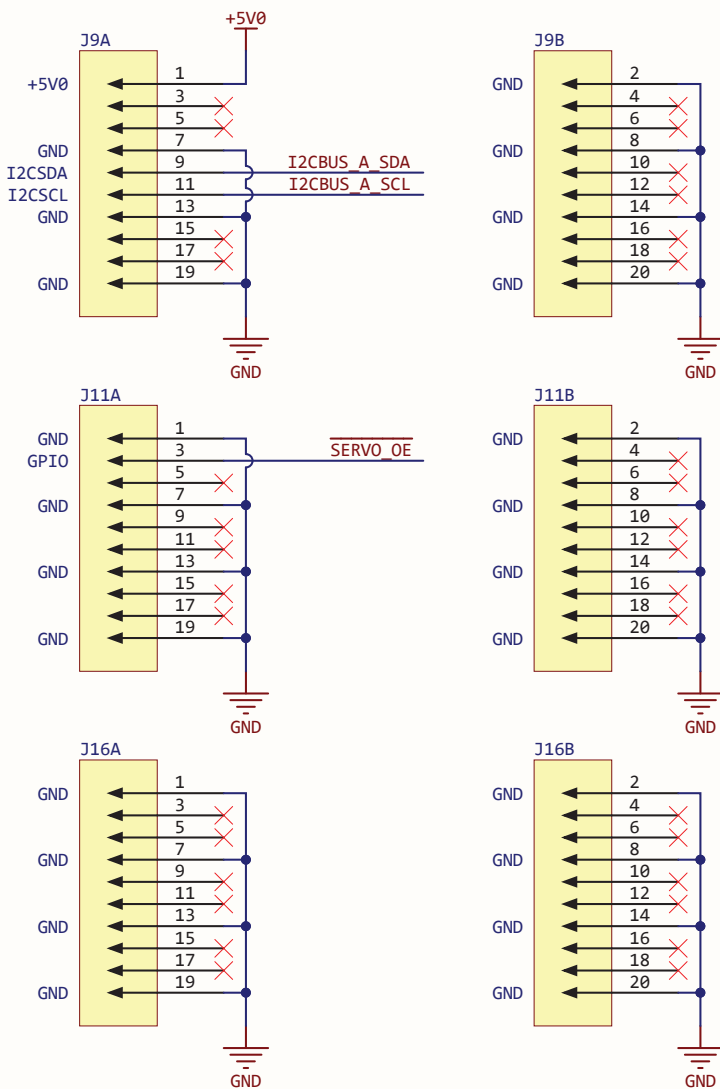 +5V0
J9A
+5V0 1
3
5
GND 7
I2CSDA 9 I2CBUS_A_SDA
I2CSCL 11 I2CBUS_A_SCL
GND 13
15
17
GND 19
GND
J9B
GND 2
4
6
GND 8
10
12
GND 14
16
18
GND 20
GND
J11A
GND 1
GPIO 3 SERVO_OE
5
GND 7
9
11
GND 13
15
17
GND 19
GND
J11B
GND 2
4
6
GND 8
10
12
GND 14
16
18
GND 20
GND
J16A
GND 1
3
5
GND 7
9
11
GND 13
15
17
GND 19
GND
J16B
GND 2
4
6
GND 8
10
12
GND 14
16
18
GND 20
GND